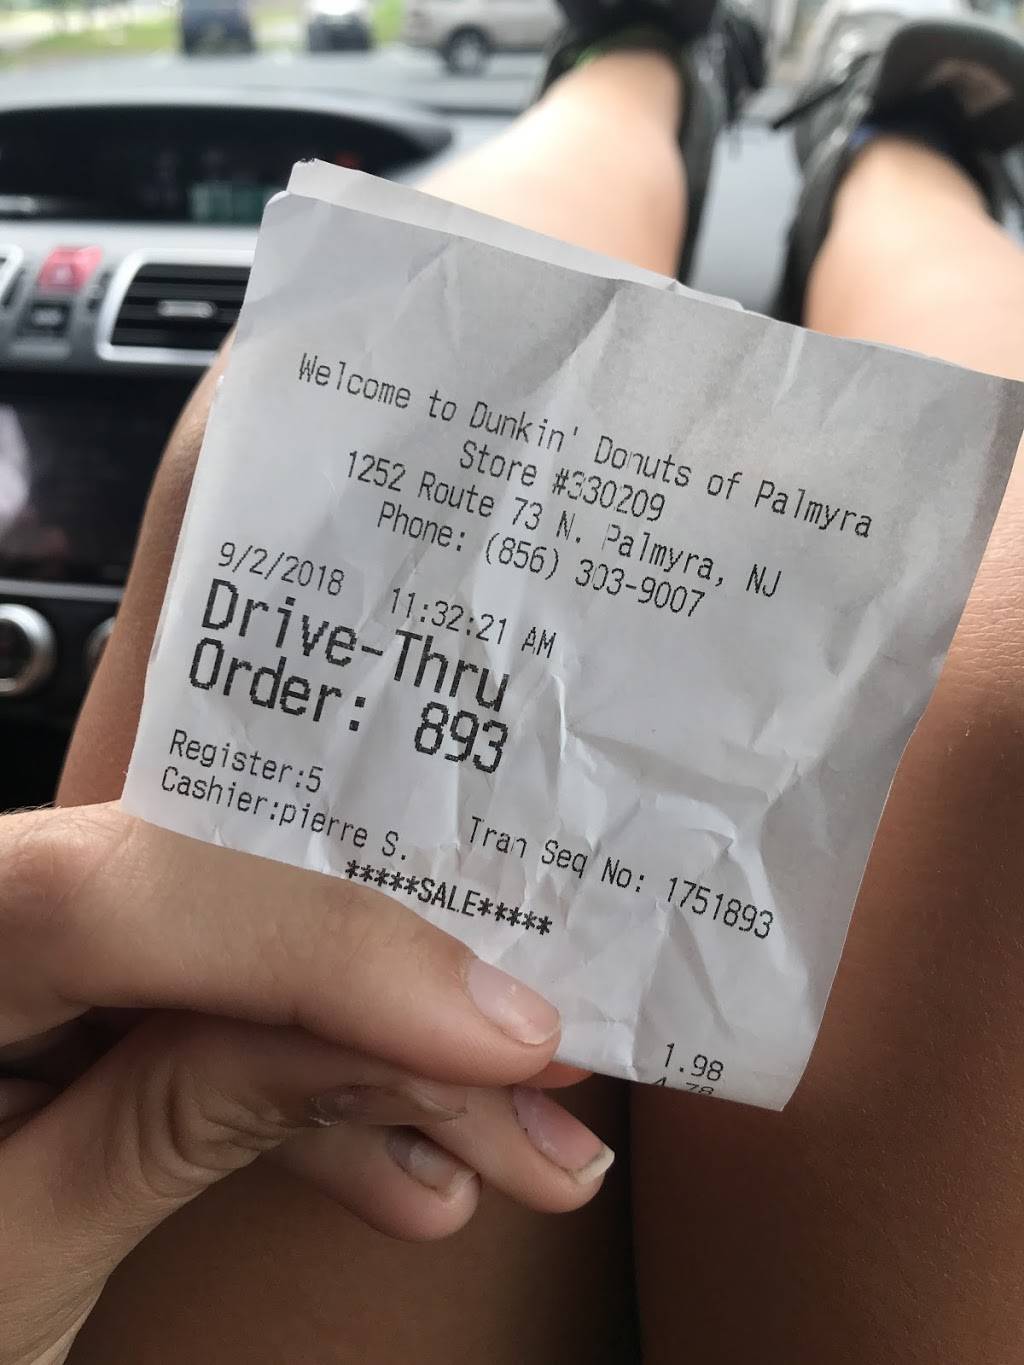 Welcome to Dunkin' Donuts of Palmyra
Store #330209
1252 Route 73 N. Palmyra, NJ
Phone: (856) 303-9007
9/2/2018 11:32:21 AM
Drive-Thru
Order: 893
Register:5
Cashier:pierre S. Tran Seq No: 1751893
*****SALE*****
1.98
4.78